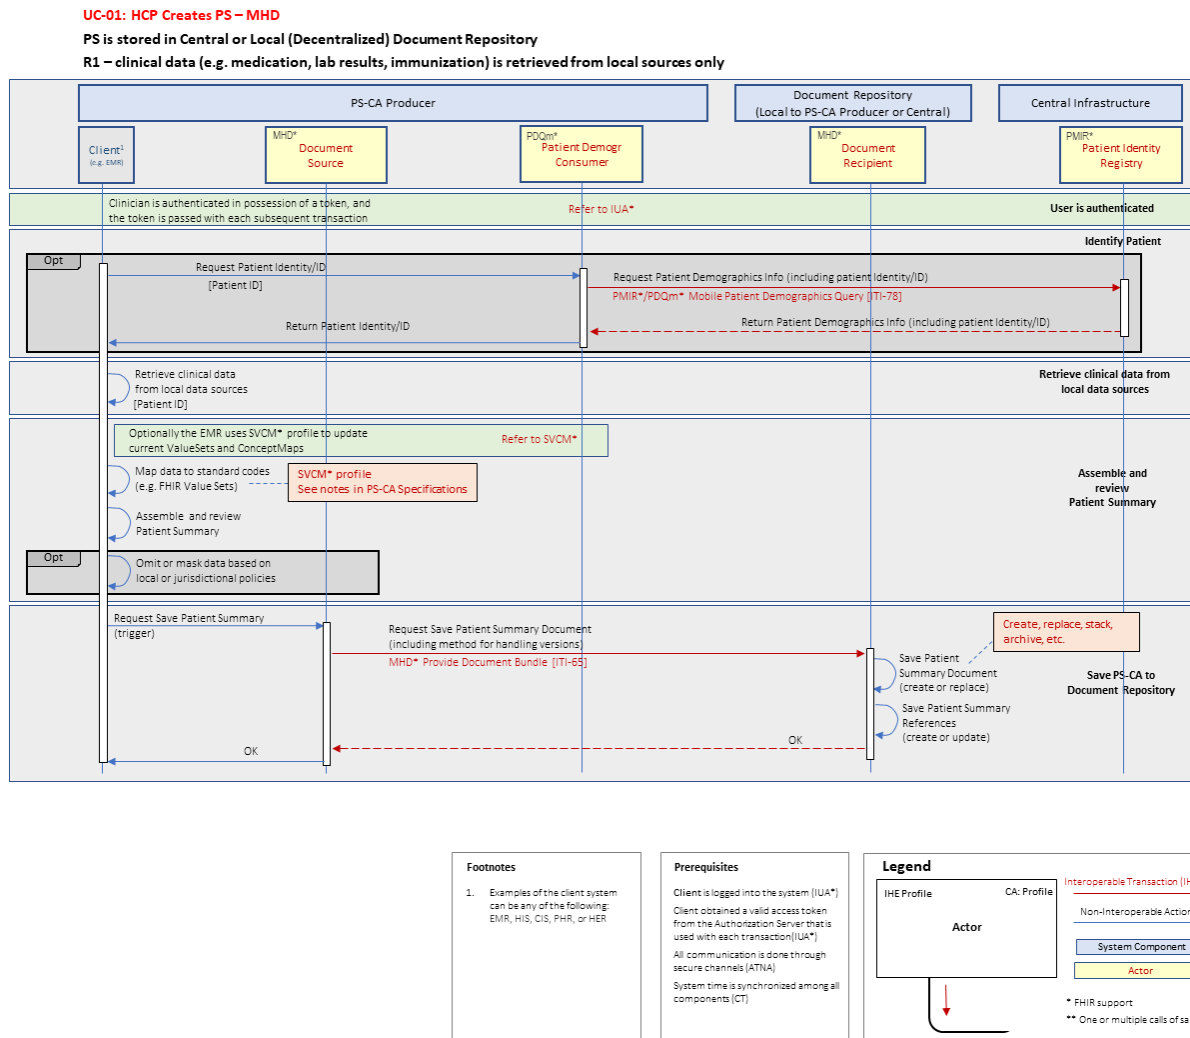 UC-01: HCP Creates PS – MHD
PS is stored in Central or Local (Decentralized) Document Repository
R1 – clinical data (e.g. medication, lab results, immunization) is retrieved from local sources only
PS-CA Producer
Document Repository
(Local to PS-CA Producer or Central)
Central Infrastructure
Client1
(e.g. EMR)
MHD*
Document
Source
PDQm*
Patient Demogr
Consumer
MHD*
Document
Recipient
PMIR*
Patient Identity
Registry
Clinician is authenticated in possession of a token, and
the token is passed with each subsequent transaction
Refer to IUA*
User is authenticated
Identify Patient
Opt
Request Patient Identity/ID
[Patient ID]
Request Patient Demographics Info (including patient Identity/ID)
PMIR*/PDQm* Mobile Patient Demographics Query [ITI-78]
Return Patient Identity/ID
Return Patient Demographics Info (including patient Identity/ID)
Retrieve clinical data
from local data sources
[Patient ID]
Retrieve clinical data from
local data sources
Optionally the EMR uses SVCM* profile to update
current ValueSets and ConceptMaps
Refer to SVCM*
Map data to standard codes
(e.g. FHIR Value Sets)
SVCM* profile
See notes in PS-CA Specifications
Assemble and
review
Patient Summary
Assemble and review
Patient Summary
Opt
Omit or mask data based on
local or jurisdictional policies
Request Save Patient Summary
(trigger)
Request Save Patient Summary Document
(including method for handling versions)
MHD* Provide Document Bundle [ITI-65]
Create, replace, stack,
archive, etc.
Save Patient
Summary Document
(create or replace)
Save PS-CA to
Document Repository
Save Patient Summary
References
(create or update)
OK
OK
Footnotes
1. Examples of the client system
can be any of the following:
EMR, HIS, CIS, PHR, or HER
Prerequisites
Client is logged into the system (IUA*)
Client obtained a valid access token
from the Authorization Server that is
used with each transaction(IUA*)
All communication is done through
secure channels (ATNA)
System time is synchronized among all
components (CT)
Legend
IHE Profile
CA: Profile
Actor
Interoperable Transaction (IH
Non-Interoperable Action
System Component
Actor
* FHIR support
** One or multiple calls of sa